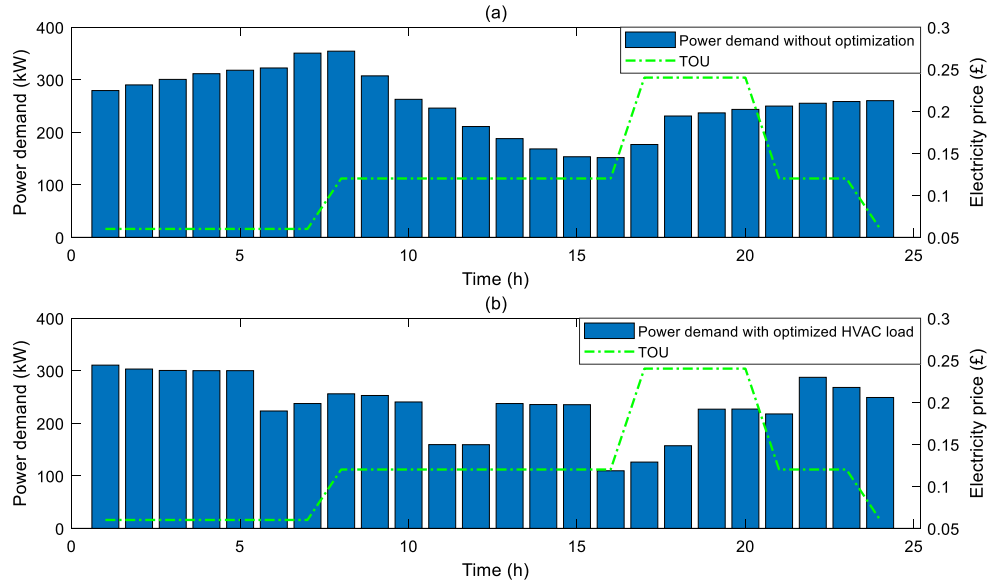 (a)
Power demand (kW)
400
300
200
100
0
0.3
0.25
0.2
0.15
0.1
0.05
Electricity price (£)
Power demand without optimization
TOU
0 5 10 15 20 25
Time (h)
(b)
Power demand (kW)
400
300
200
100
0
0.3
0.25
0.2
0.15
0.1
0.05
Electricity price (£)
Power demand with optimized HVAC load
TOU
0 5 10 15 20 25
Time (h)